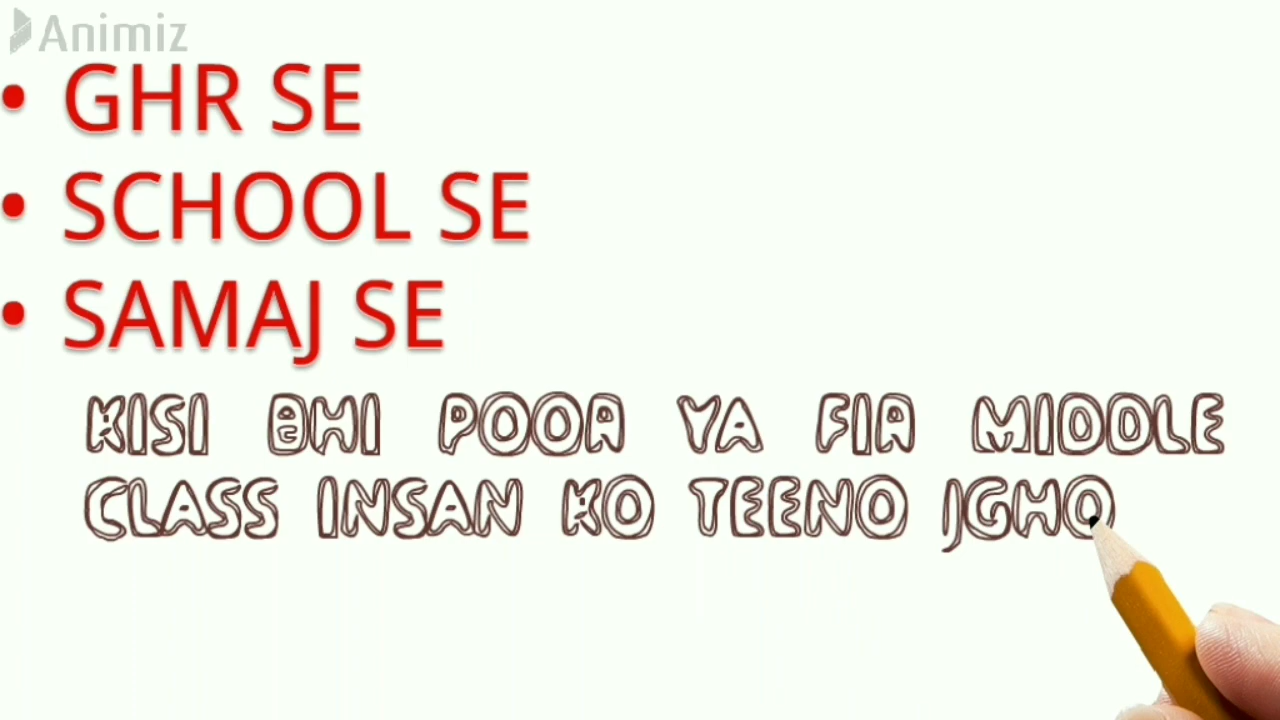 Animiz
• GHR SE
• SCHOOL SE
• SAMAJ SE
KISI BHI POOR YA FIR MIDDLE
CLASS INSAN KO TEENO JGHO